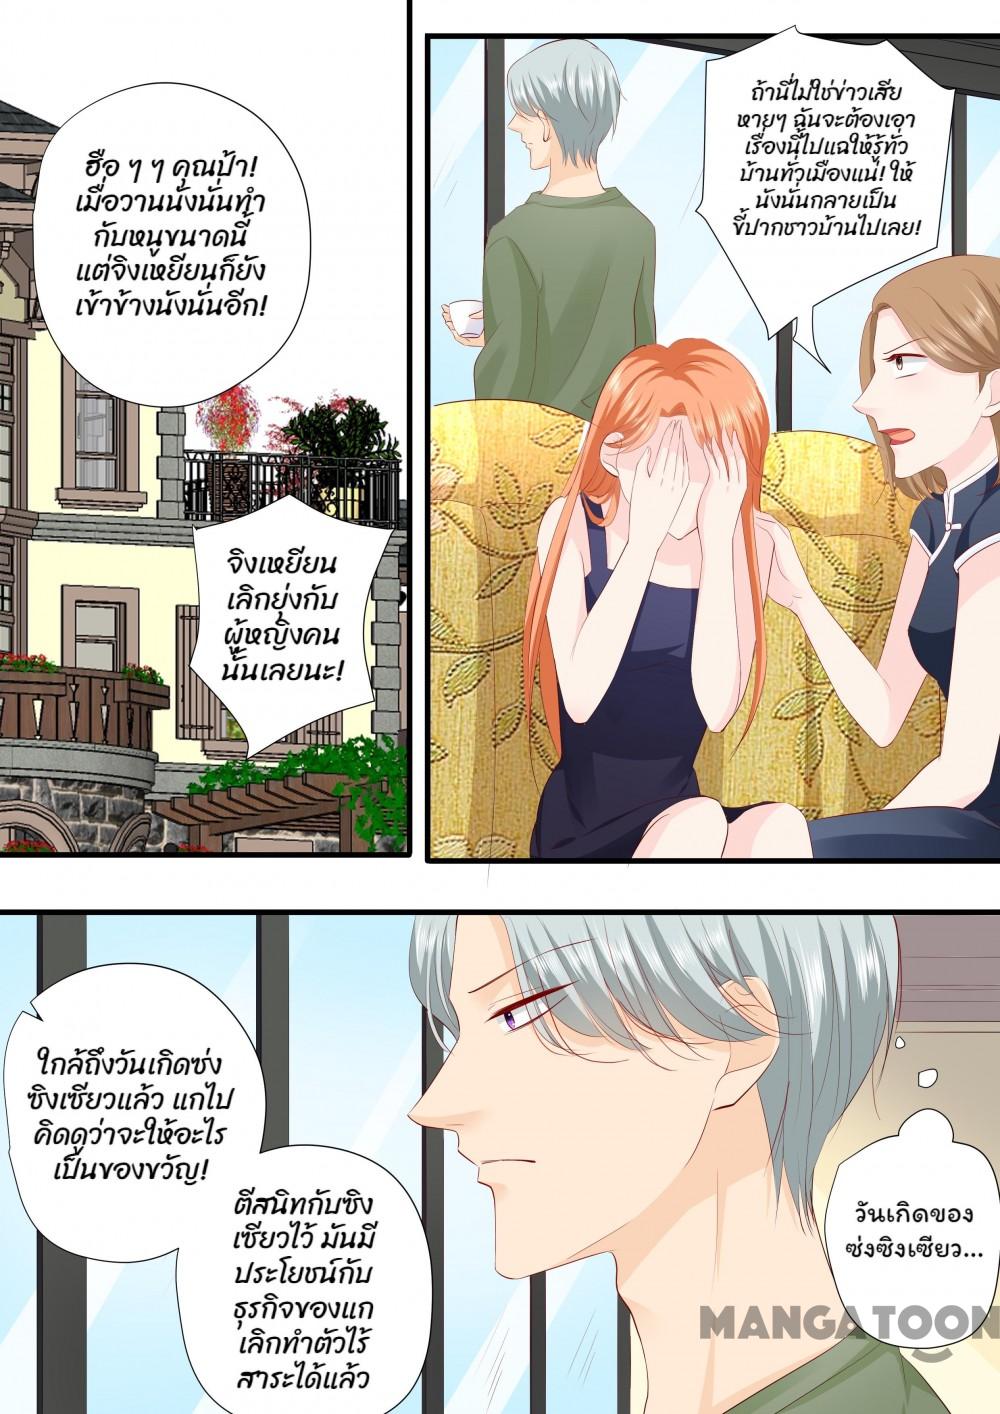 ฮือ ๆ ๆ คุณป้า!
เมื่อวานนังนั่นทำ
กับหนูขนาดนี้
แต่จิงเหยียนก็ยัง
เข้าข้างนังนั่นอีก!
จิงเหยียน
เลิกยุ่งกับ
ผู้หญิงคน
นั้นเลยนะ!
ถ้านี่ไม่ใช่ข่าวเสีย
หายๆ ฉันจะต้องเอา
เรื่องนี้ไปแฉให้รู้ทั่ว
บ้านทั่วเมืองแน่! ให้
นังนั่นกลายเป็น
ขี้ปากชาวบ้านไปเลย!
ใกล้ถึงวันเกิดซ่ง
ซิงเซียวแล้ว แกไป
คิดดูว่าจะให้อะไร
เป็นของขวัญ!
ตีสนิทกับซิง
เซียวไว้ มันมี
ประโยชน์กับ
ธุรกิจของแก
เลิกทำตัวไร้
สาระได้แล้ว
วันเกิดของ
ซ่งซิงเซียว...
MANGATOON